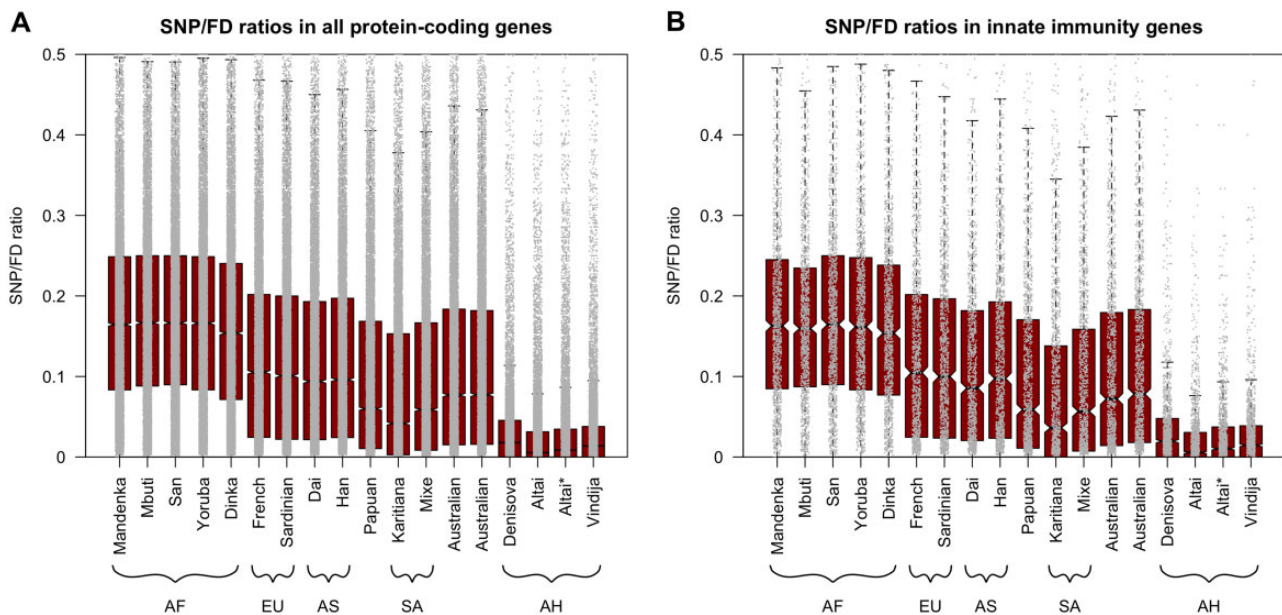 A
SNP/FD ratios in all protein-coding genes
SNP/FD ratio
0.5
0.4
0.3
0.2
0.1
0
Mandenka
Mbuti
San
Yoruba
Dinka
French
Sardinian
Dai
Han
Papuan
Karitiana
Mixe
Australian
Australian
Denisova
Altai
Altai*
Vindija
AF
EU
AS
SA
AH
B
SNP/FD ratios in innate immunity genes
SNP/FD ratio
0.5
0.4
0.3
0.2
0.1
0
Mandenka
Mbuti
San
Yoruba
Dinka
French
Sardinian
Dai
Han
Papuan
Karitiana
Mixe
Australian
Australian
Denisova
Altai
Altai*
Vindija
AF
EU
AS
SA
AH